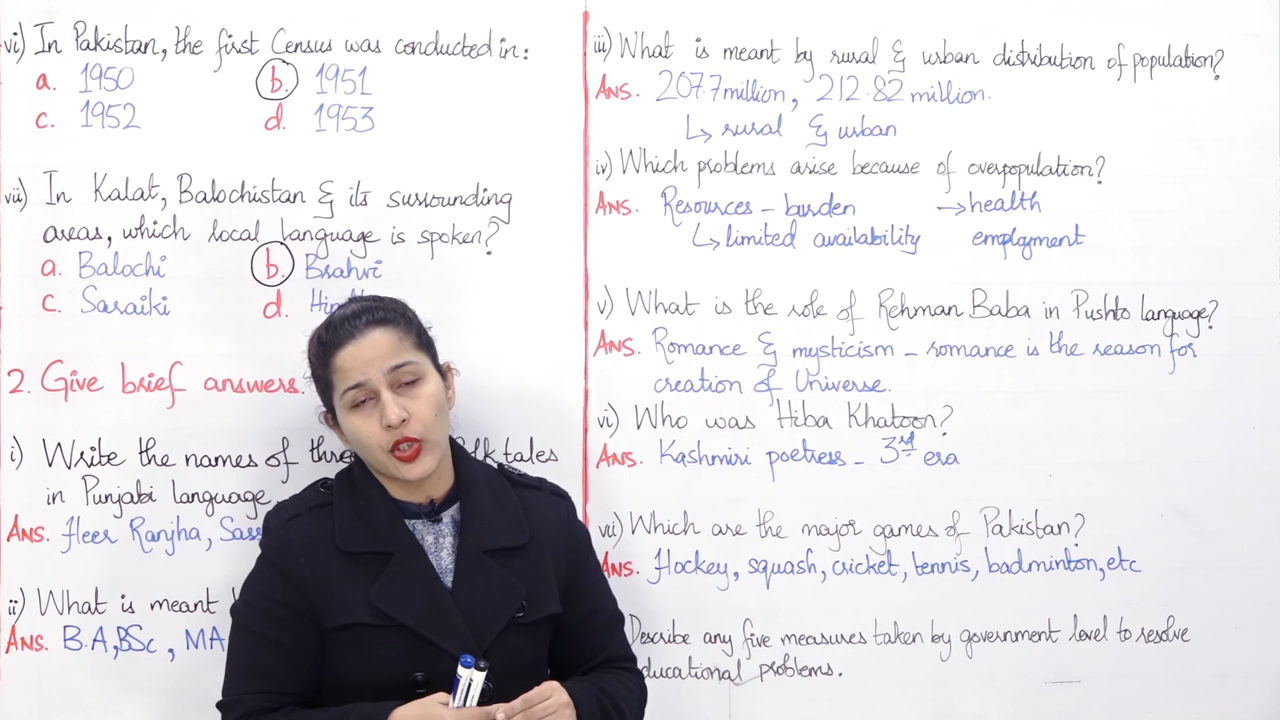 vi) In Pakistan, the first Census was conducted in:
a. 1950 b. 1951
c. 1952 d. 1953
vii) In Kalat, Balochistan & its surrounding
areas, which local language is spoken?
a. Balochi b. Brahvi
c. Saraiki d.
2. Give brief answers.
i) Write the names of tales
in Punjabi language
Ans. Heer Ranjha,
ii) What is meant
Ans. B.A, BSc, MA
iii) What is meant by rural & urban distribution of population?
Ans. 207.7 million, 212.82 million.
↳ rural & urban
iv) Which problems arise because of overpopulation?
Ans. Resources - burden → health
↳ limited availability employment
v) What is the role of Rehman Baba in Pushto language?
Ans. Romance & mysticism - romance is the reason for
creation of Universe.
vi) Who was Hiba Khatoon?
Ans. Kashmiri poetress - 3rd era
vii) Which are the major games of Pakistan?
Ans. Hockey, squash, cricket, tennis, badminton, etc
Describe any five measures taken by government level to resolve
educational problems.